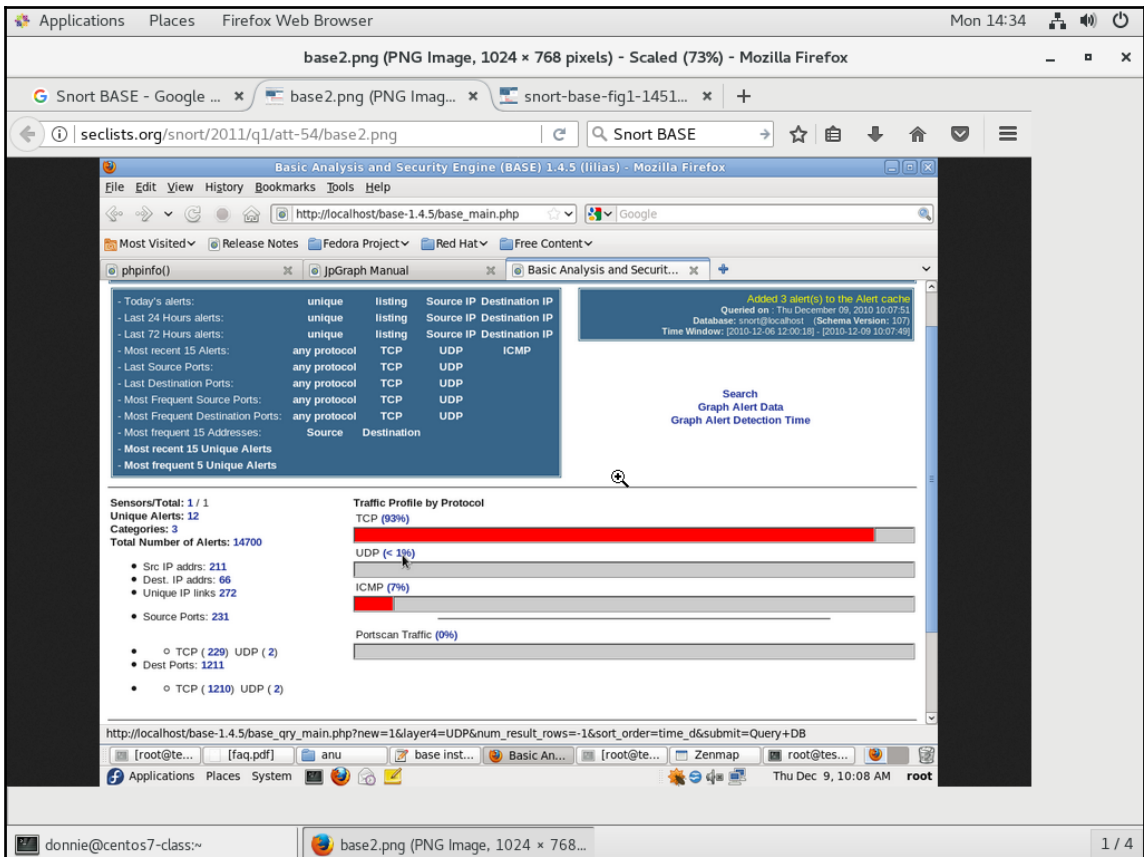 Applications Places Firefox Web Browser Mon 14:34
base2.png (PNG Image, 1024 × 768 pixels) - Scaled (73%) - Mozilla Firefox
Snort BASE - Google ... base2.png (PNG Imag... snort-base-fig1-1451...
seclists.org/snort/2011/q1/att-54/base2.png Snort BASE
Basic Analysis and Security Engine (BASE) 1.4.5 (lilias) - Mozilla Firefox
File Edit View History Bookmarks Tools Help
http://localhost/base-1.4.5/base_main.php Google
Most Visited Release Notes Fedora Project Red Hat Free Content
phpinfo() JpGraph Manual Basic Analysis and Securit...
- Today's alerts: unique listing Source IP Destination IP
- Last 24 Hours alerts: unique listing Source IP Destination IP
- Last 72 Hours alerts: unique listing Source IP Destination IP
- Most recent 15 Alerts: any protocol TCP UDP ICMP
- Last Source Ports: any protocol TCP UDP
- Last Destination Ports: any protocol TCP UDP
- Most Frequent Source Ports: any protocol TCP UDP
- Most Frequent Destination Ports: any protocol TCP UDP
- Most frequent 15 Addresses: Source Destination
- Most recent 15 Unique Alerts
- Most frequent 5 Unique Alerts
Added 3 alert(s) to the Alert cache
Queried on : Thu December 09, 2010 10:07:51
Database: snort@localhost (Schema Version: 107)
Time Window: [2010-12-06 12:00:18] - [2010-12-09 10:07:49]
Search
Graph Alert Data
Graph Alert Detection Time
Sensors/Total: 1 / 1
Unique Alerts: 12
Categories: 3
Total Number of Alerts: 14700
Src IP addrs: 211
Dest. IP addrs: 66
Unique IP links 272
Source Ports: 231
TCP ( 229) UDP ( 2)
Dest Ports: 1211
TCP ( 1210) UDP ( 2)
Traffic Profile by Protocol
TCP (93%)
UDP (< 1%)
ICMP (7%)
Portscan Traffic (0%)
http://localhost/base-1.4.5/base_qry_main.php?new=1&layer4=UDP&num_result_rows=-1&sort_order=time_d&submit=Query+DB
[root@te... [faq.pdf] anu base inst... Basic An... [root@te... Zenmap root@tes...
Applications Places System Thu Dec 9, 10:08 AM root
donnie@centos7-class:~ base2.png (PNG Image, 1024 × 768... 1 / 4